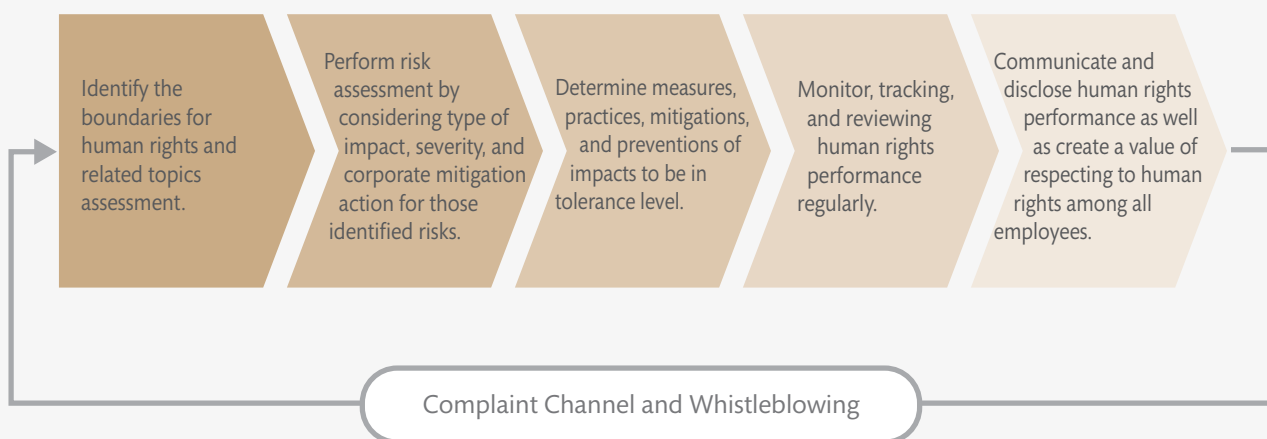 Identify the
boundaries for
human rights and
related topics
assessment.
Perform risk
assessment by
considering type of
impact, severity, and
corporate mitigation
action for those
identified risks.
Determine measures,
practices, mitigations,
and preventions of
impacts to be in
tolerance level.
Monitor, tracking,
and reviewing
human rights
performance
regularly.
Communicate and
disclose human rights
performance as well
as create a value of
respecting to human
rights among all
employees.
Complaint Channel and Whistleblowing